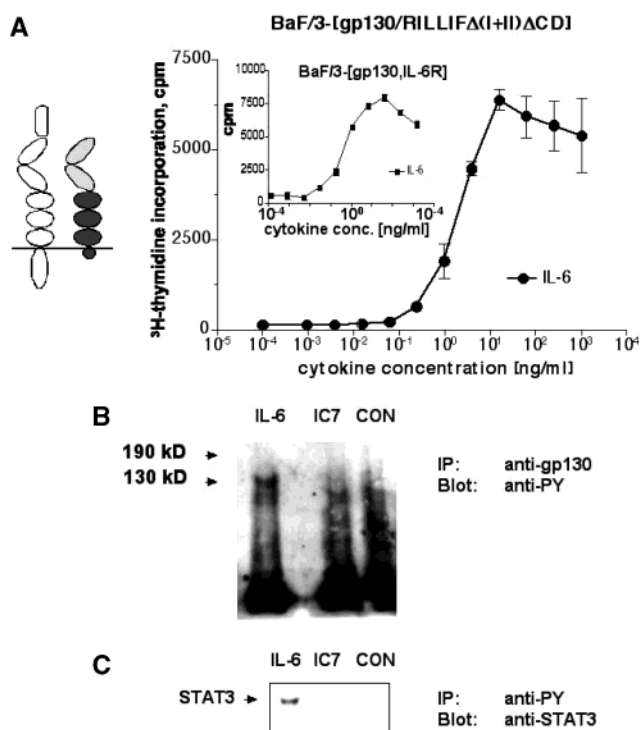 A
BaF/3-[gp130/RILLIFΔ(I+II)ΔCD]
³H-thymidine incorporation, cpm
7500
5000
2500
0
10⁻⁵ 10⁻⁴ 10⁻³ 10⁻² 10⁻¹ 10⁰ 10¹ 10² 10³ 10⁴
cytokine concentration [ng/ml]
IL-6
BaF/3-[gp130,IL-6R]
cpm
10000
7500
5000
2500
0
10⁻⁴ 10⁰ 10⁻⁴
cytokine conc. [ng/ml]
IL-6
B
IL-6 IC7 CON
190 kD
130 kD
IP: anti-gp130
Blot: anti-PY
C
IL-6 IC7 CON
STAT3
IP: anti-PY
Blot: anti-STAT3